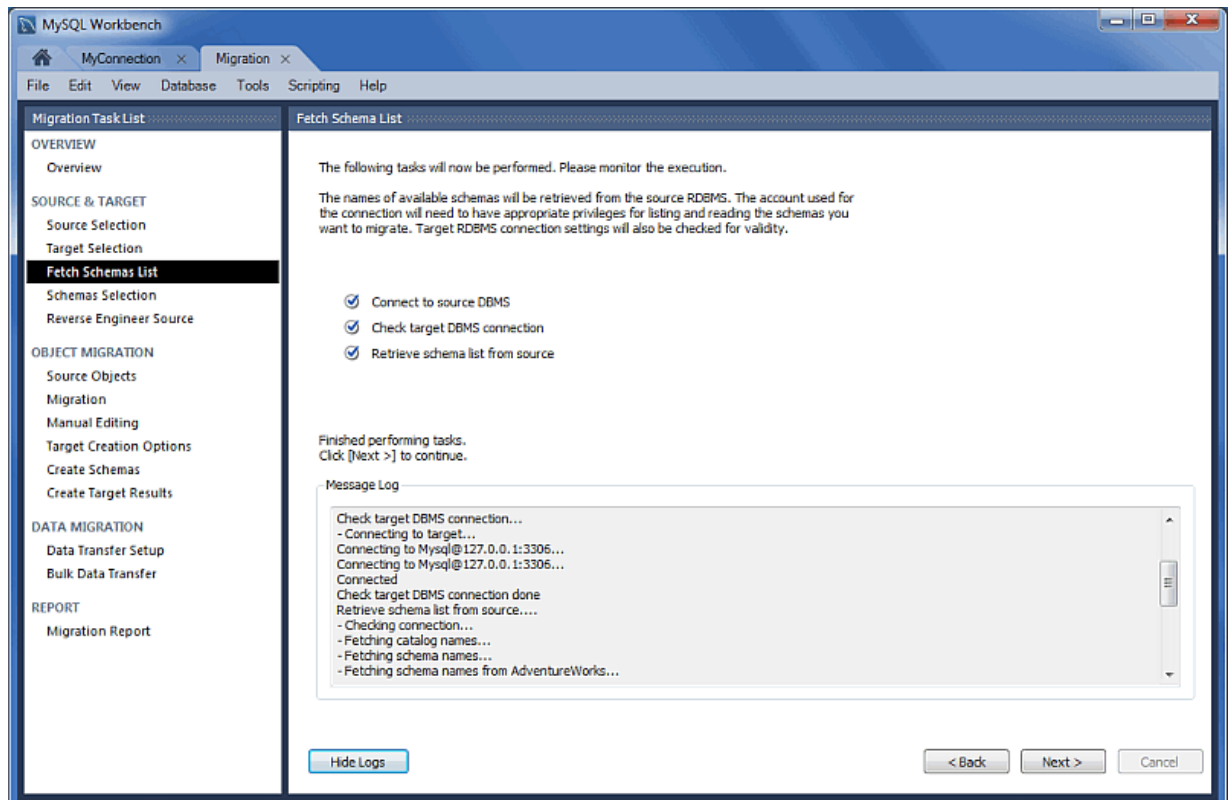 MySQL Workbench
MyConnection
Migration
File Edit View Database Tools Scripting Help
Migration Task List
OVERVIEW
Overview
SOURCE & TARGET
Source Selection
Target Selection
Fetch Schemas List
Schemas Selection
Reverse Engineer Source
OBJECT MIGRATION
Source Objects
Migration
Manual Editing
Target Creation Options
Create Schemas
Create Target Results
DATA MIGRATION
Data Transfer Setup
Bulk Data Transfer
REPORT
Migration Report
Fetch Schema List
The following tasks will now be performed. Please monitor the execution.
The names of available schemas will be retrieved from the source RDBMS. The account used for
the connection will need to have appropriate privileges for listing and reading the schemas you
want to migrate. Target RDBMS connection settings will also be checked for validity.
Connect to source DBMS
Check target DBMS connection
Retrieve schema list from source
Finished performing tasks.
Click [Next >] to continue.
Message Log
Check target DBMS connection...
- Connecting to target...
Connecting to Mysql@127.0.0.1:3306...
Connecting to Mysql@127.0.0.1:3306...
Connected
Check target DBMS connection done
Retrieve schema list from source....
- Checking connection...
- Fetching catalog names...
- Fetching schema names...
- Fetching schema names from AdventureWorks...
Hide Logs
< Back
Next >
Cancel